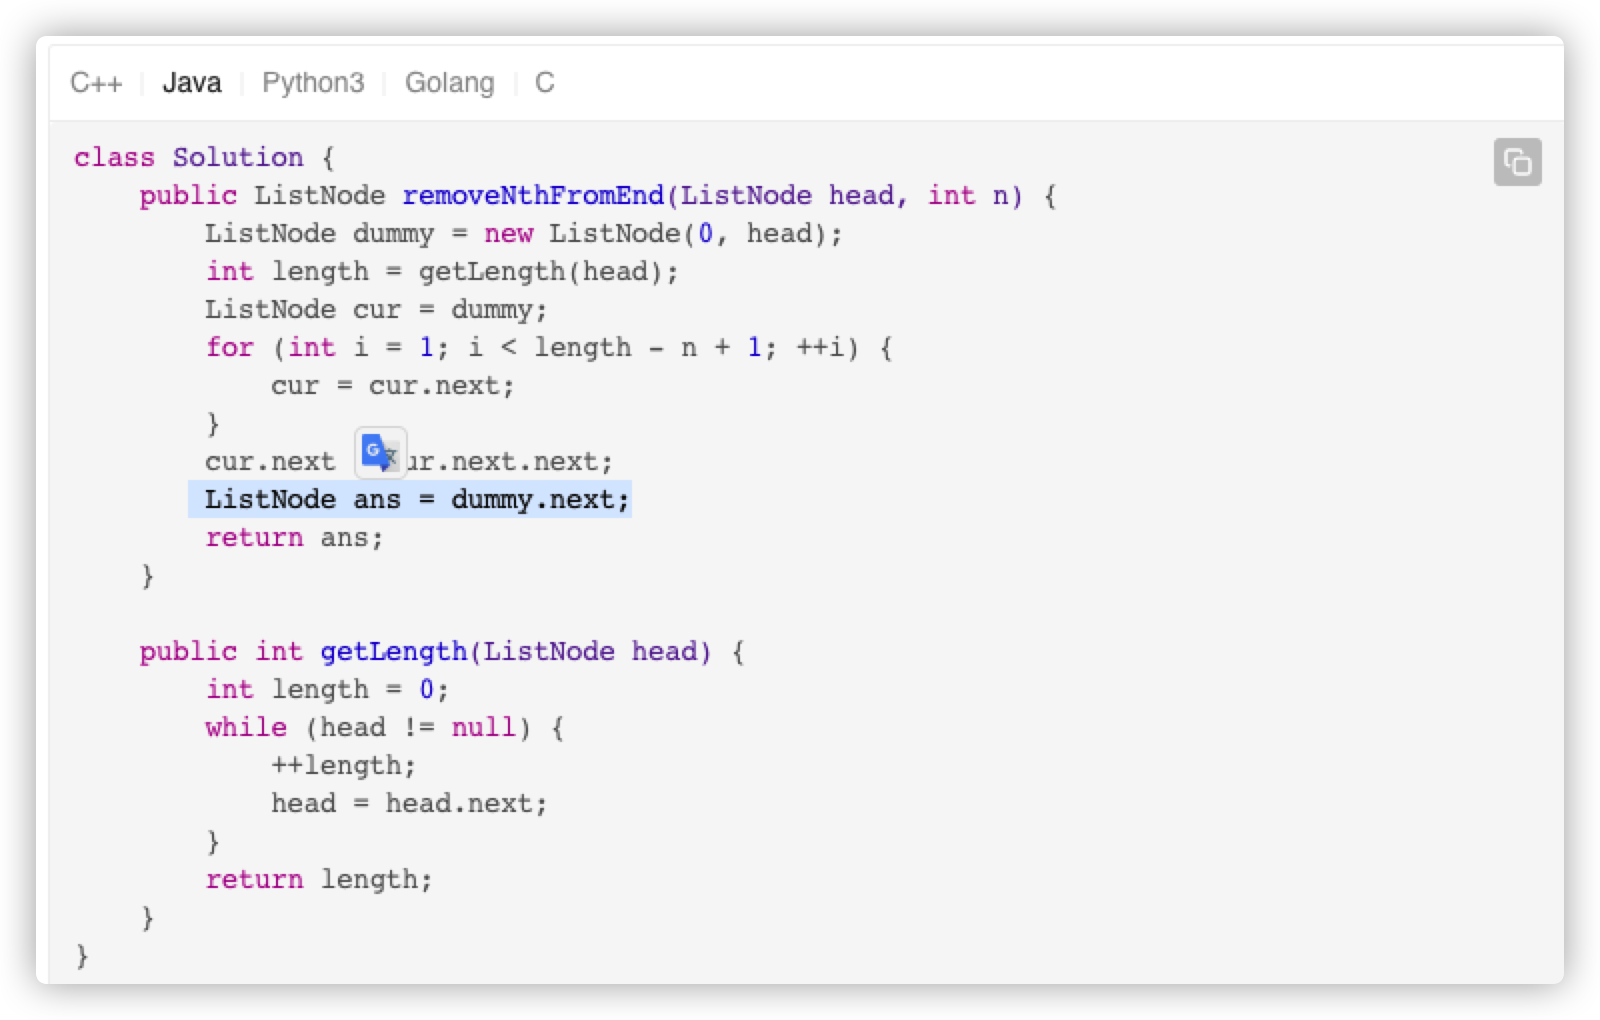 C++ Java Python3 Golang C
class Solution {
    public ListNode removeNthFromEnd(ListNode head, int n) {
        ListNode dummy = new ListNode(0, head);
        int length = getLength(head);
        ListNode cur = dummy;
        for (int i = 1; i < length - n + 1; ++i) {
            cur = cur.next;
        }
        cur.next ur.next.next;
        ListNode ans = dummy.next;
        return ans;
    }

    public int getLength(ListNode head) {
        int length = 0;
        while (head != null) {
            ++length;
            head = head.next;
        }
        return length;
    }
}